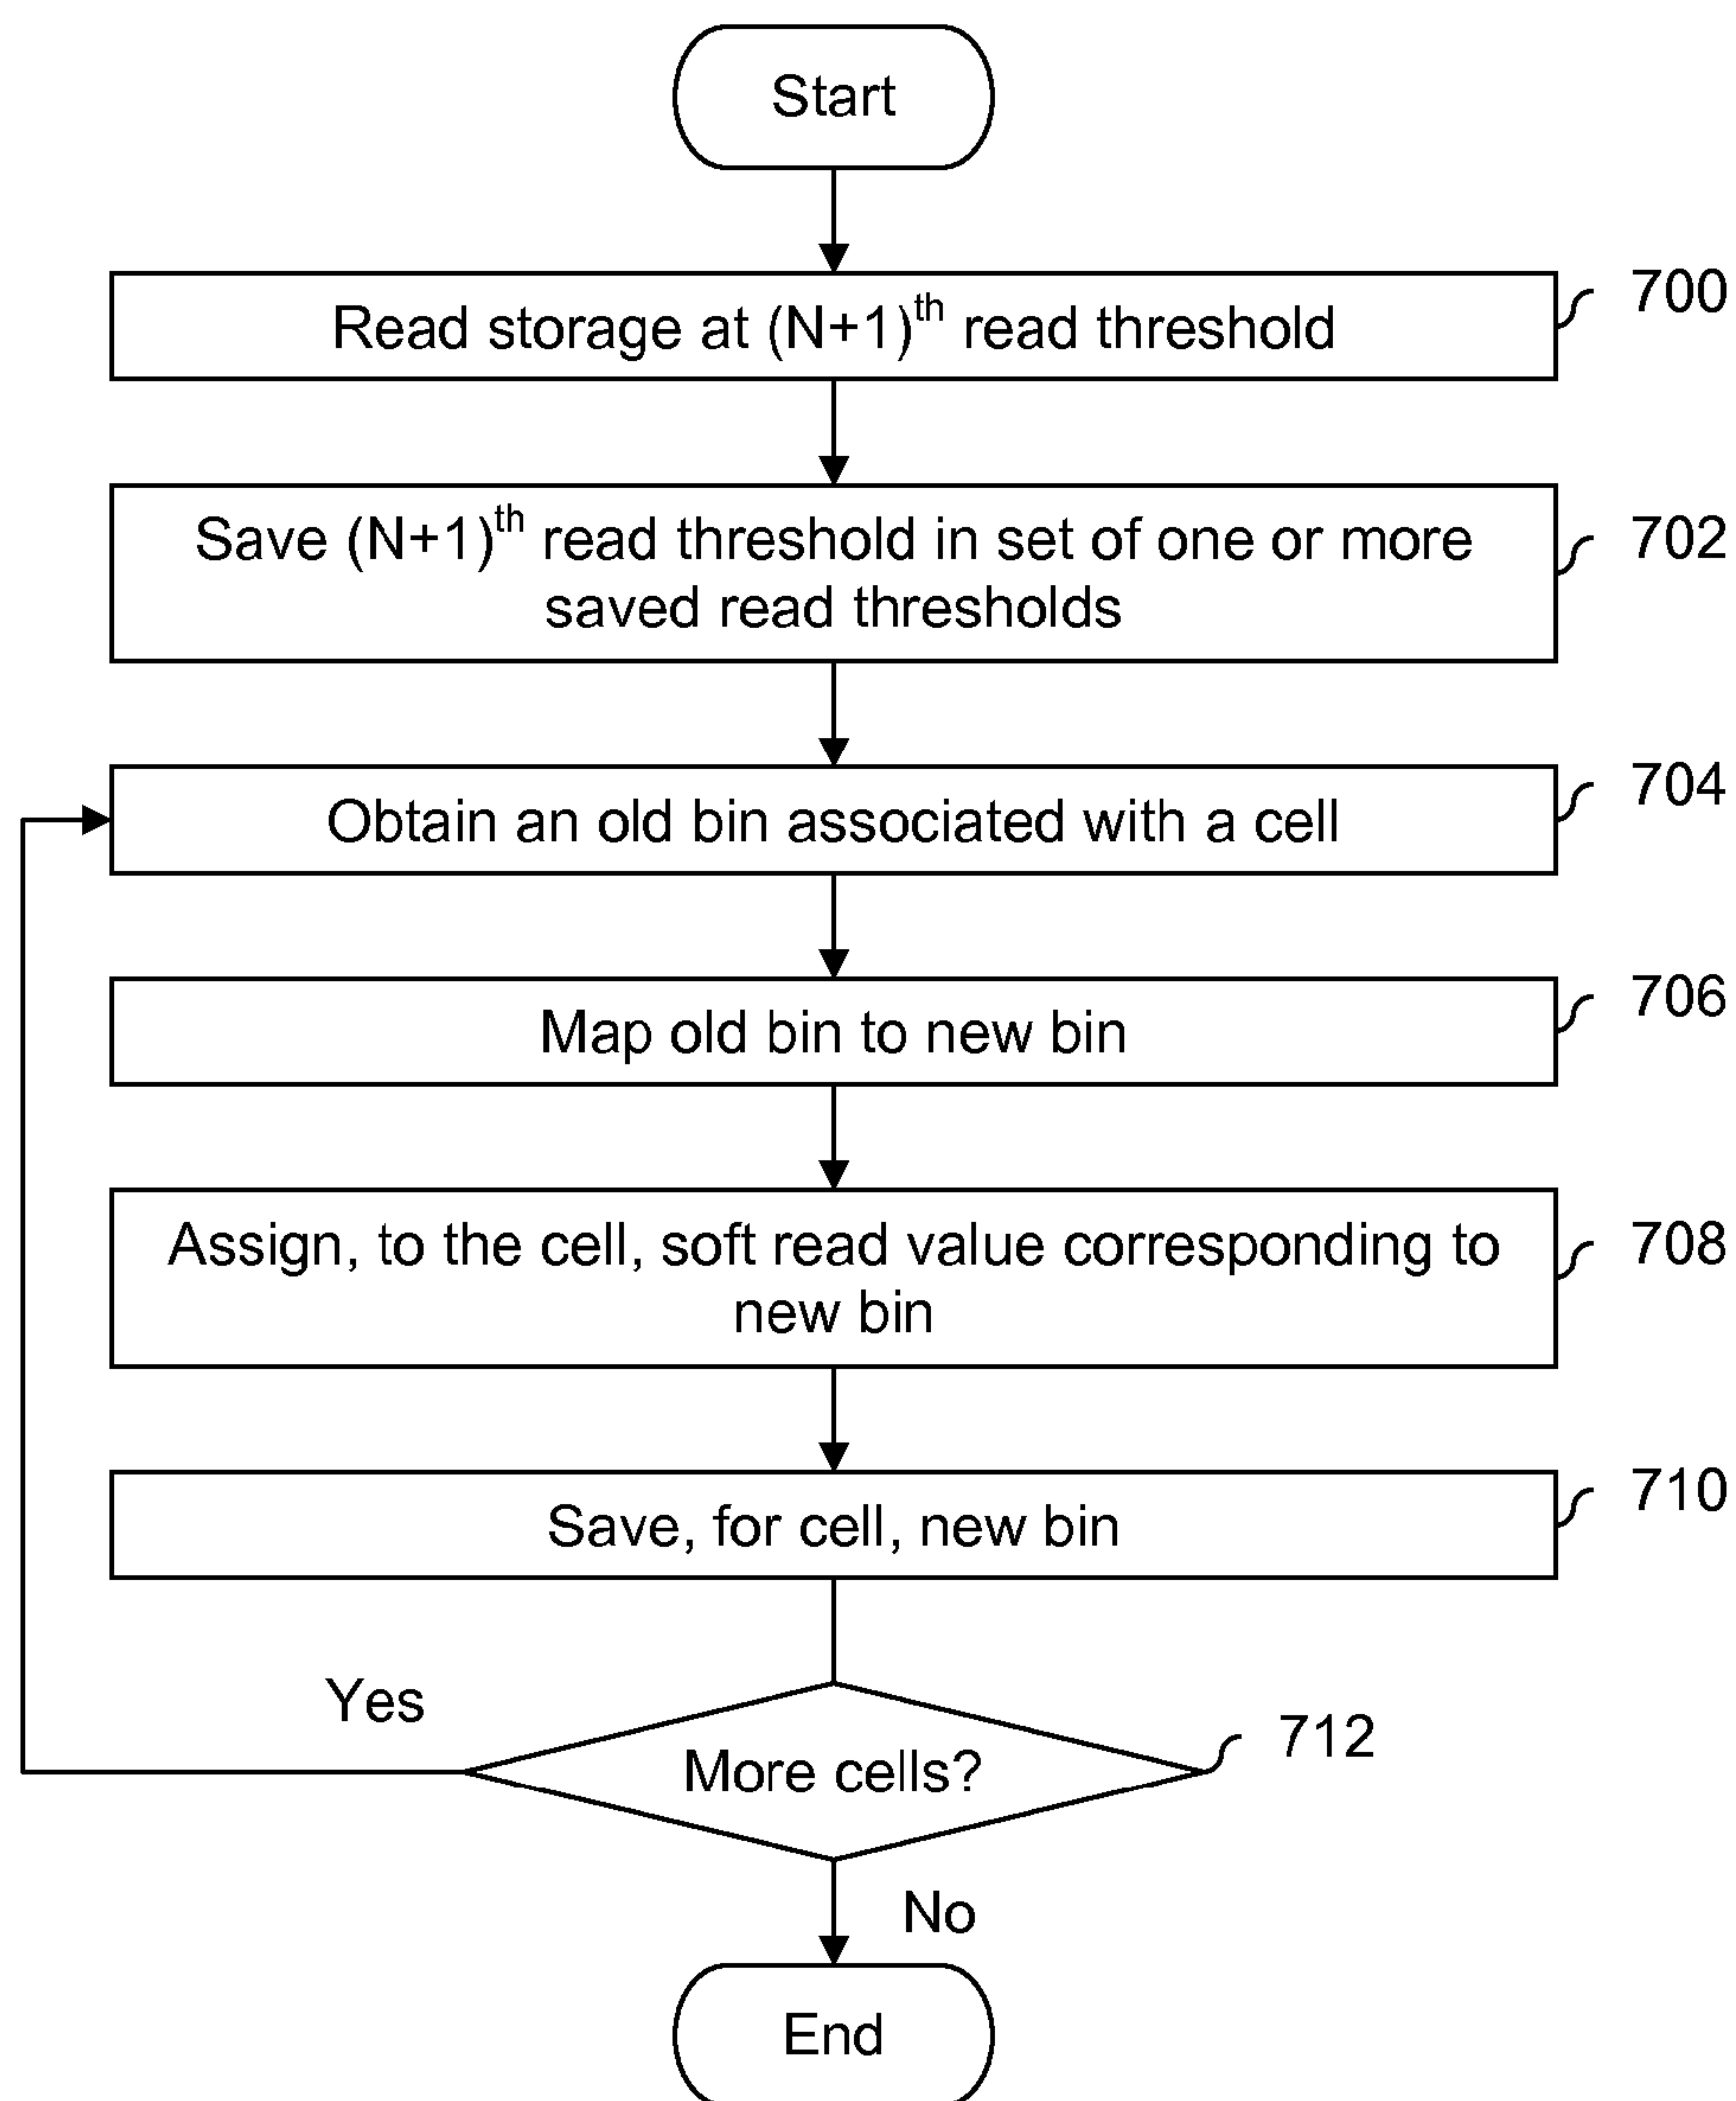 Start
Read storage at (N+1)th read threshold
700
Save (N+1)th read threshold in set of one or more
saved read thresholds
702
Obtain an old bin associated with a cell
704
Map old bin to new bin
706
Assign, to the cell, soft read value corresponding to
new bin
708
Save, for cell, new bin
710
Yes
More cells?
712
No
End